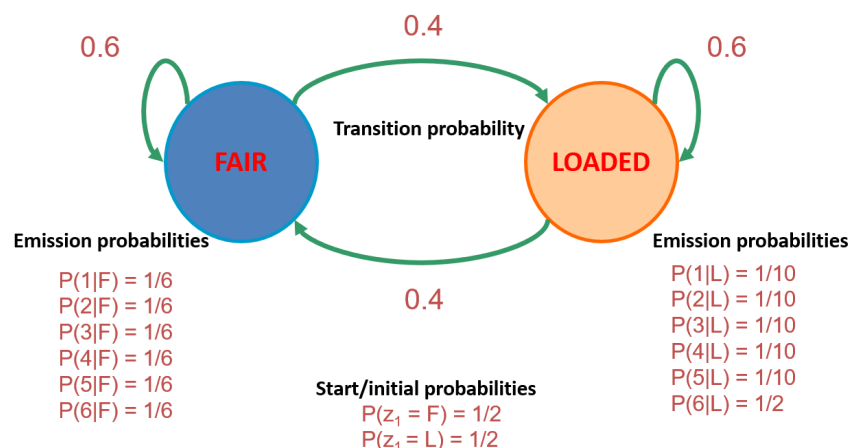 0.6
0.4
0.6
Transition probability
FAIR
LOADED
Emission probabilities
P(1|F) = 1/6
P(2|F) = 1/6
P(3|F) = 1/6
P(4|F) = 1/6
P(5|F) = 1/6
P(6|F) = 1/6
0.4
Emission probabilities
P(1|L) = 1/10
P(2|L) = 1/10
P(3|L) = 1/10
P(4|L) = 1/10
P(5|L) = 1/10
P(6|L) = 1/2
Start/initial probabilities
P(z₁ = F) = 1/2
P(z₁ = L) = 1/2